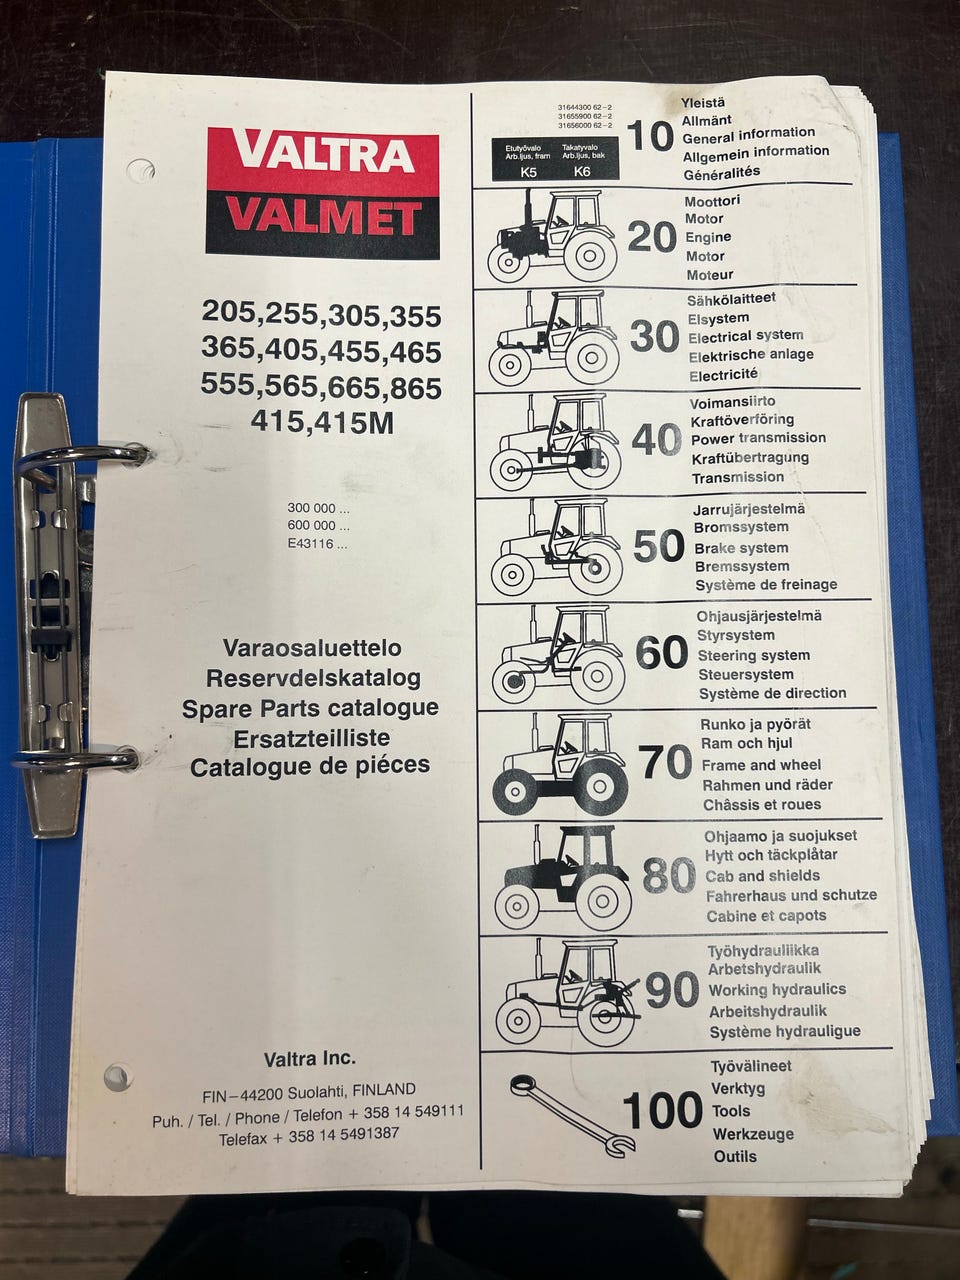 VALTRA
VALMET
205,255,305,355
365,405,455,465
555,565,665,865
415,415M
300 000 ...
600 000 ...
E43116 ...
Varaosaluettelo
Reservdelskatalog
Spare Parts catalogue
Ersatzteilliste
Catalogue de piéces
Valtra Inc.
FIN–44200 Suolahti, FINLAND
Puh. / Tel. / Phone / Telefon + 358 14 549111
Telefax + 358 14 5491387
31644300 62–2
31655900 62–2
31656000 62–2
Etutyövalo Takatyvalo
Arb.ljus, fram Arb.ljus, bak
K5 K6
10
Yleistä
Allmänt
General information
Allgemein information
Généralités
20
Moottori
Motor
Engine
Motor
Moteur
30
Sähkölaitteet
Elsystem
Electrical system
Elektrische anlage
Electricité
40
Voimansiirto
Kraftöverföring
Power transmission
Kraftübertragung
Transmission
50
Jarrujärjestelmä
Bromssystem
Brake system
Bremssystem
Système de freinage
60
Ohjausjärjestelmä
Styrsystem
Steering system
Steuersystem
Système de direction
70
Runko ja pyörät
Ram och hjul
Frame and wheel
Rahmen und räder
Châssis et roues
80
Ohjaamo ja suojukset
Hytt och täckplåtar
Cab and shields
Fahrerhaus und schutze
Cabine et capots
90
Työhydrauliikka
Arbetshydraulik
Working hydraulics
Arbeitshydraulik
Système hydrauligue
100
Työvälineet
Verktyg
Tools
Werkzeuge
Outils